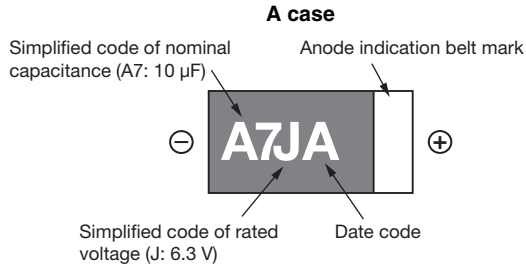 A case
Simplified code of nominal
capacitance (A7: 10 µF)
Anode indication belt mark
⊖
A7JA
⊕
Simplified code of rated
voltage (J: 6.3 V)
Date code